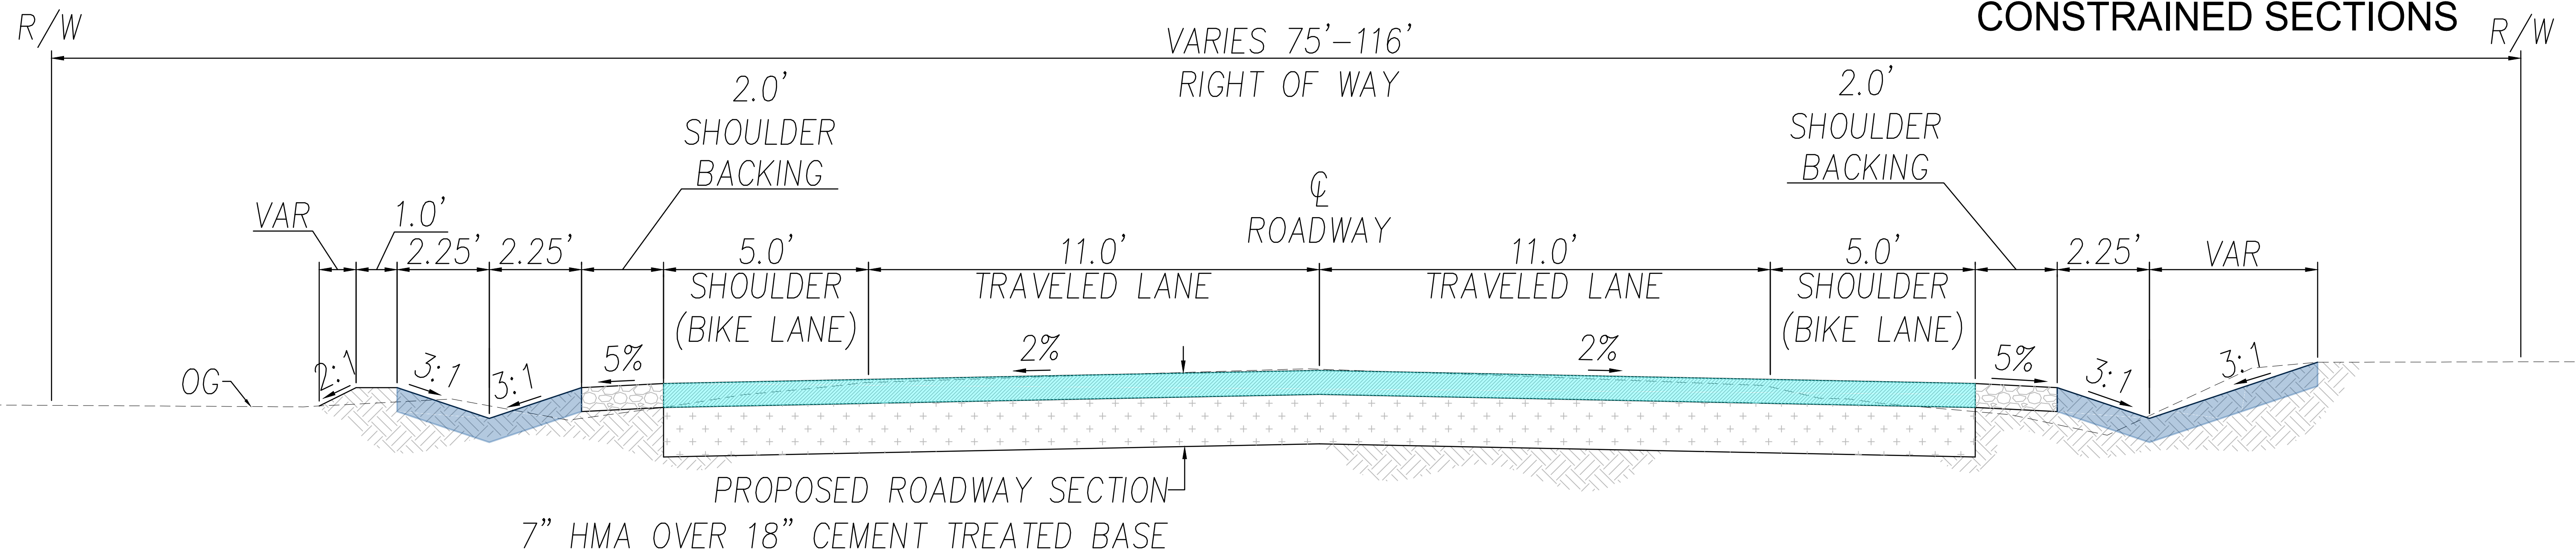 CONSTRAINED SECTIONS
R/W
R/W
VARIES 75'-116'
RIGHT OF WAY
2.0'
SHOULDER
BACKING
2.0'
SHOULDER
BACKING
℄
ROADWAY
VAR
1.0'
2.25'
2.25'
5.0'
SHOULDER
(BIKE LANE)
11.0'
TRAVELED LANE
11.0'
TRAVELED LANE
5.0'
SHOULDER
(BIKE LANE)
2.25'
VAR
OG
2:1
3:1
3:1
5%
2%
2%
5%
3:1
3:1
PROPOSED ROADWAY SECTION
7" HMA OVER 18" CEMENT TREATED BASE